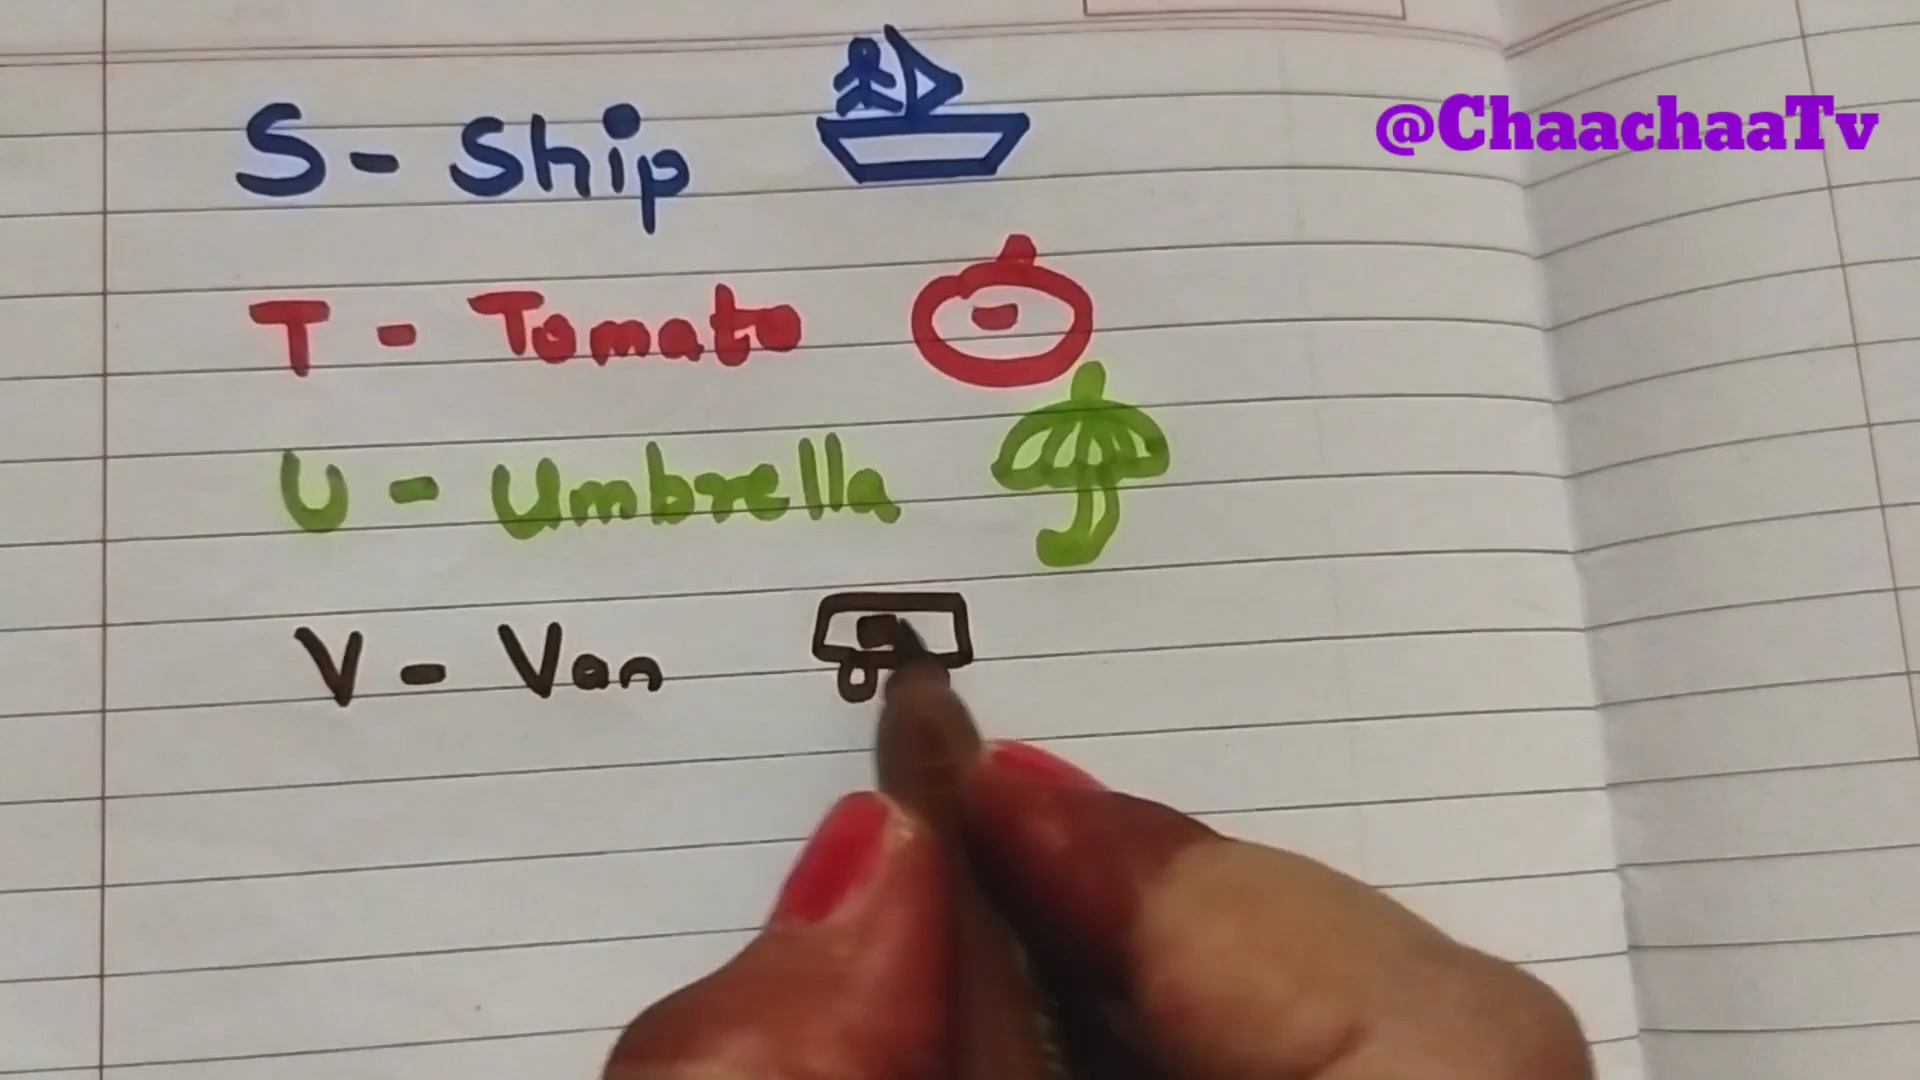 @ChaachaaTv
S - Ship
T - Tomato
U - Umbrella
V - Van